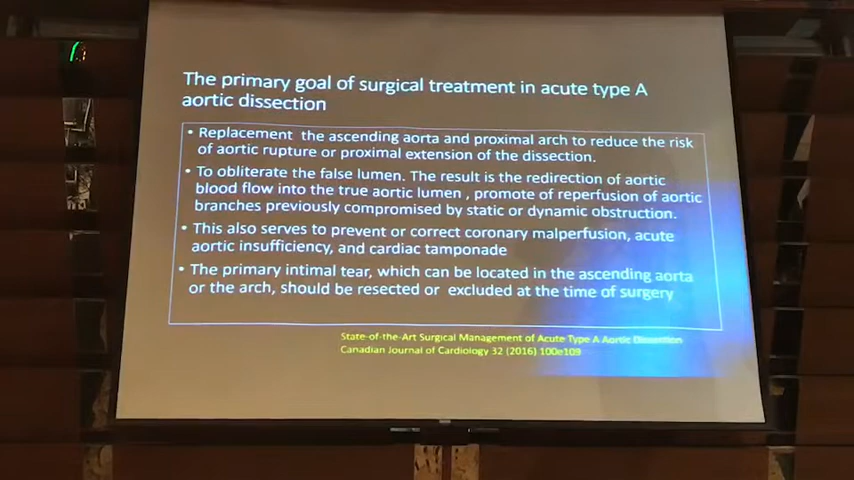 The primary goal of surgical treatment in acute type A
aortic dissection
• Replacement the ascending aorta and proximal arch to reduce the risk
of aortic rupture or proximal extension of the dissection.
• To obliterate the false lumen. The result is the redirection of aortic
blood flow into the true aortic lumen , promote of reperfusion of aortic
branches previously compromised by static or dynamic obstruction.
• This also serves to prevent or correct coronary malperfusion, acute
aortic insufficiency, and cardiac tamponade
• The primary intimal tear, which can be located in the ascending aorta
or the arch, should be resected or excluded at the time of surgery
State-of-the-Art Surgical Management of Acute Type A Aortic Dissection
Canadian Journal of Cardiology 32 (2016) 100e109